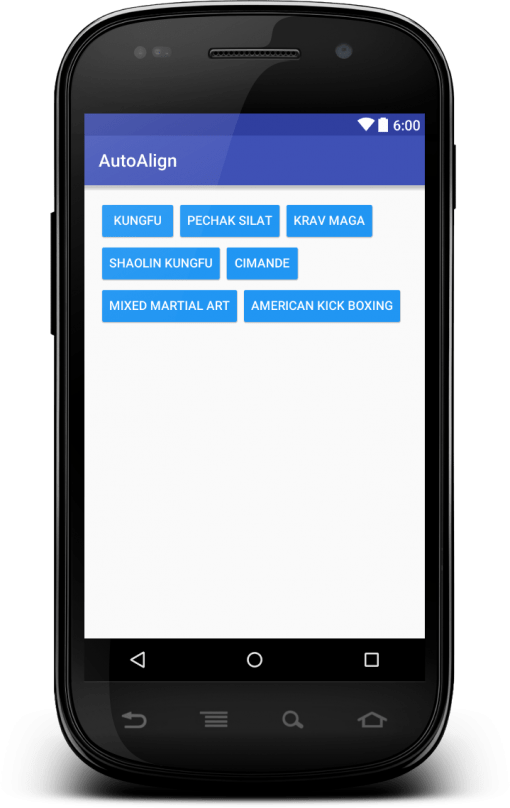 6:00
AutoAlign
KUNGFU PECHAK SILAT KRAV MAGA
SHAOLIN KUNGFU CIMANDE
MIXED MARTIAL ART AMERICAN KICK BOXING